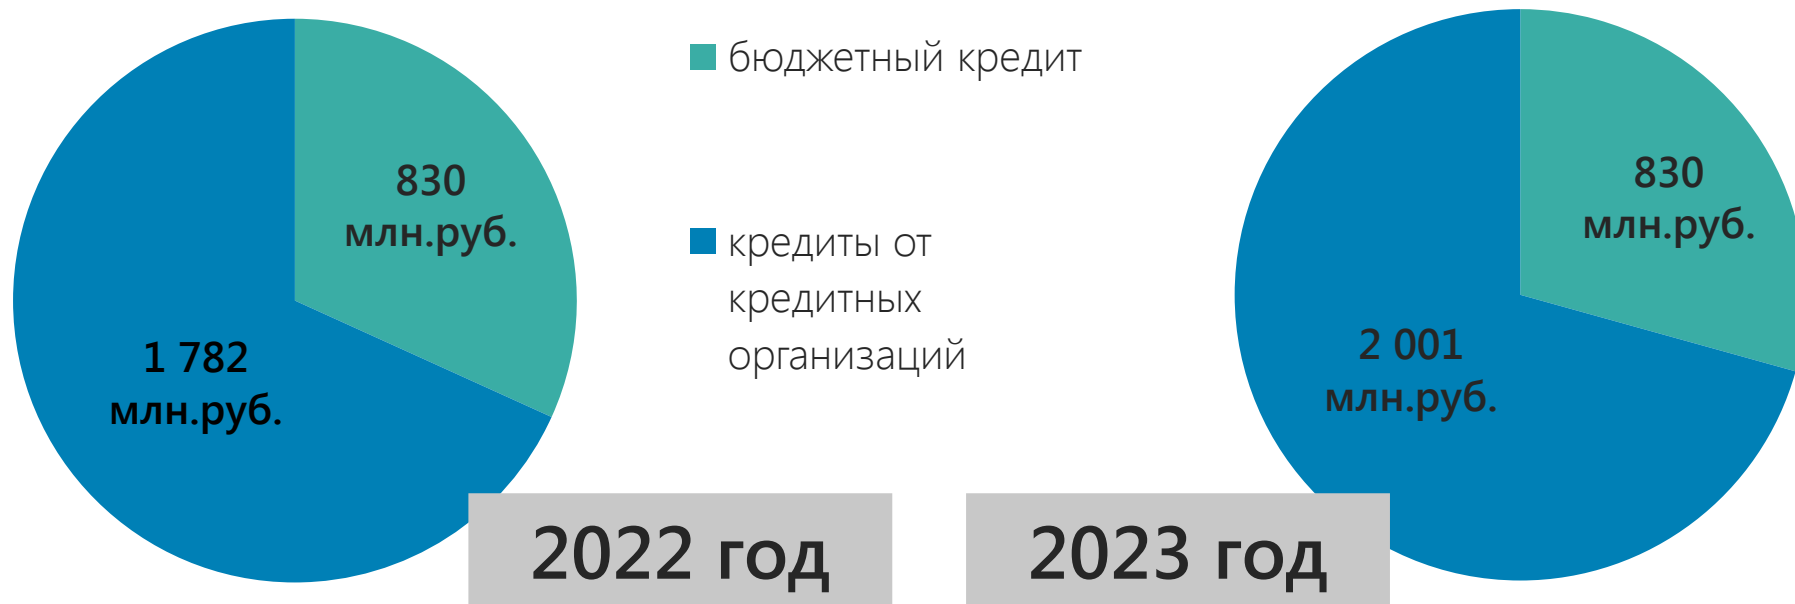 830
млн.руб.
1 782
млн.руб.
2022 год
бюджетный кредит
кредиты от
кредитных
организаций
830
млн.руб.
2 001
млн.руб.
2023 год